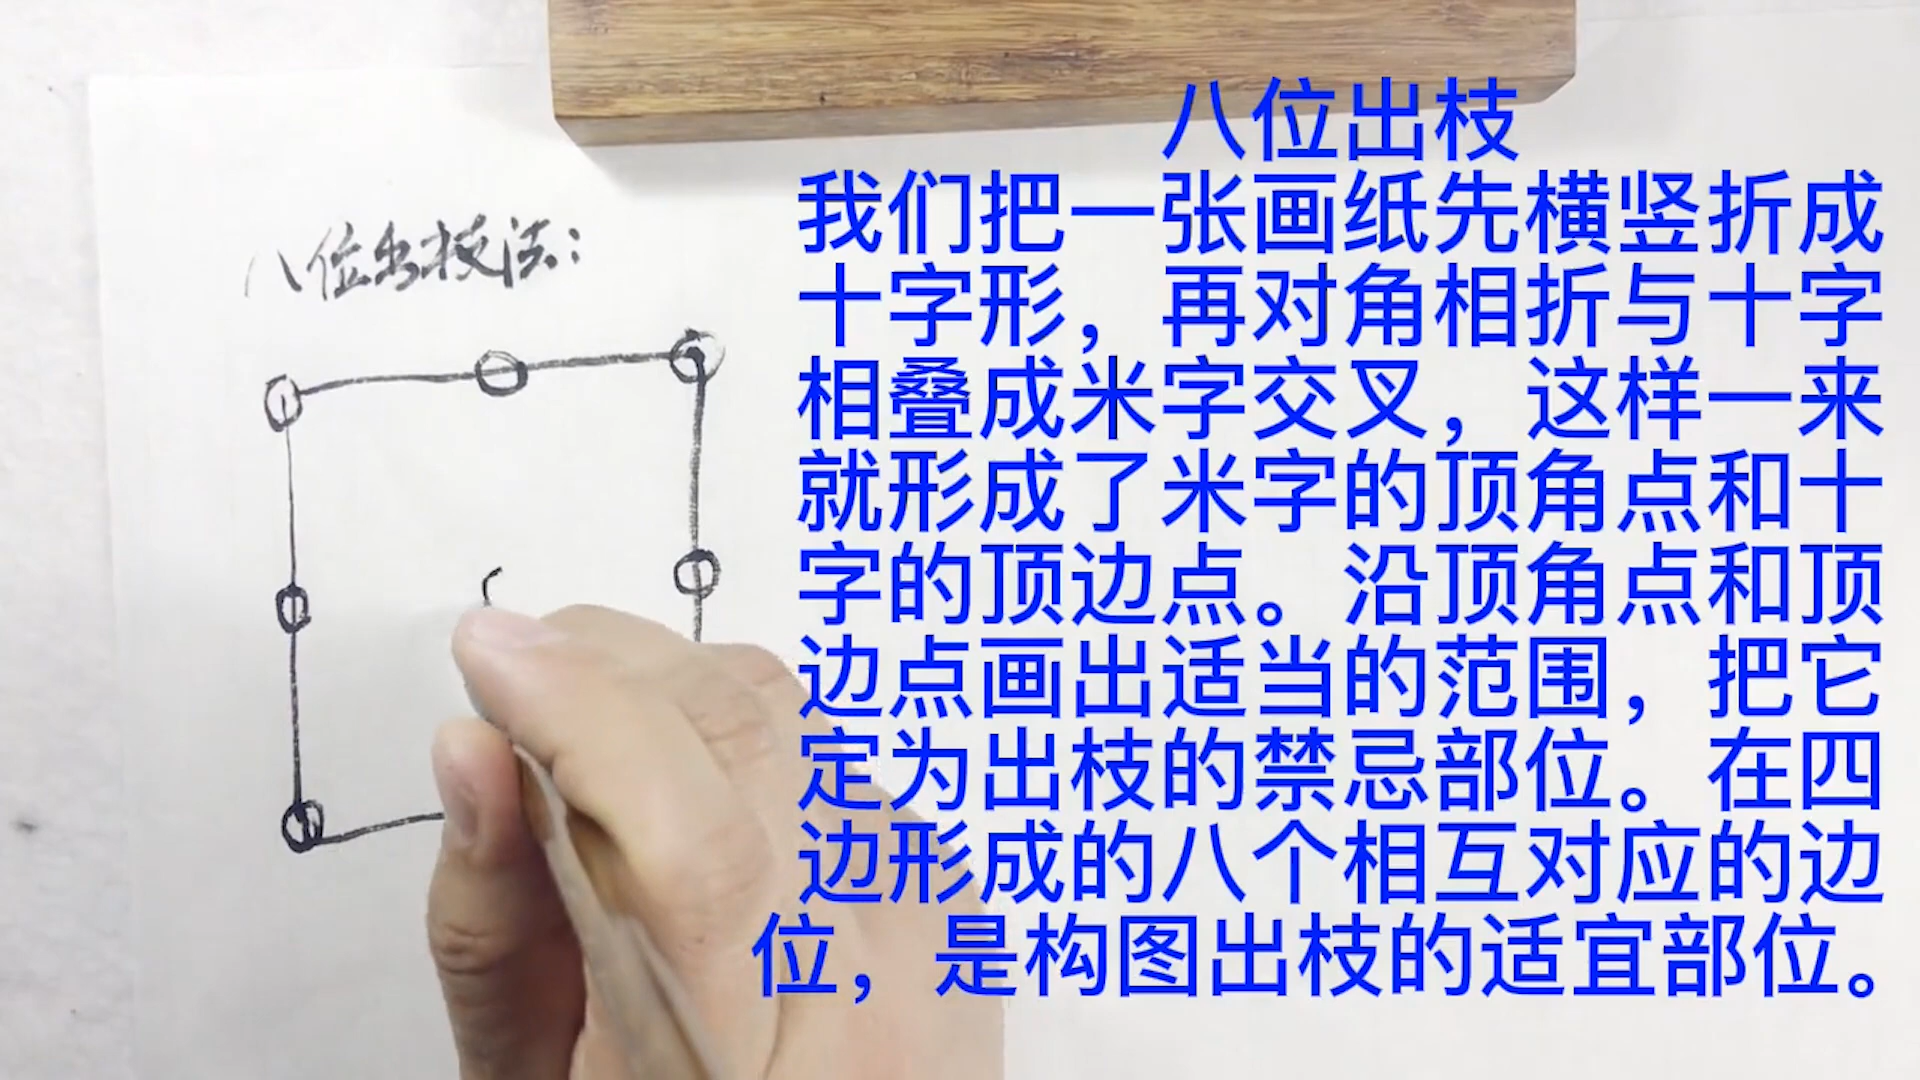 八位出枝
我们把一张画纸先横竖折成
十字形，再对角相折与十字
相叠成米字交叉，这样一来
就形成了米字的顶角点和十
字的顶边点。沿顶角点和顶
边点画出适当的范围，把它
定为出枝的禁忌部位。在四
边形成的八个相互对应的边
位，是构图出枝的适宜部位。
八位出枝法：